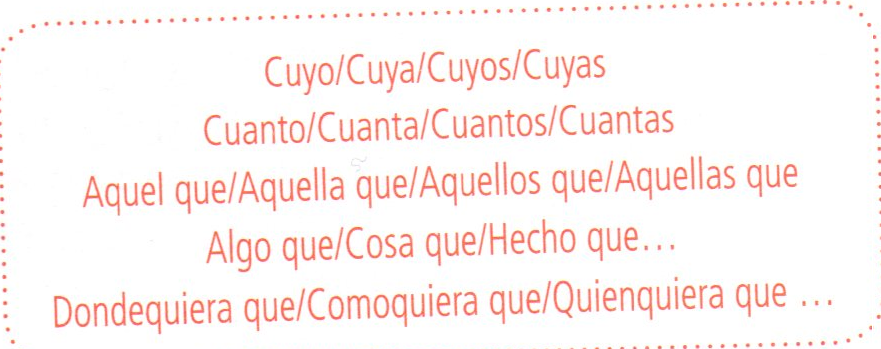 Cuyo/Cuya/Cuyos/Cuyas
Cuanto/Cuanta/Cuantos/Cuantas
Aquel que/Aquella que/Aquellos que/Aquellas que
Algo que/Cosa que/Hecho que...
Dondequiera que/Comoquiera que/Quienquiera que ...